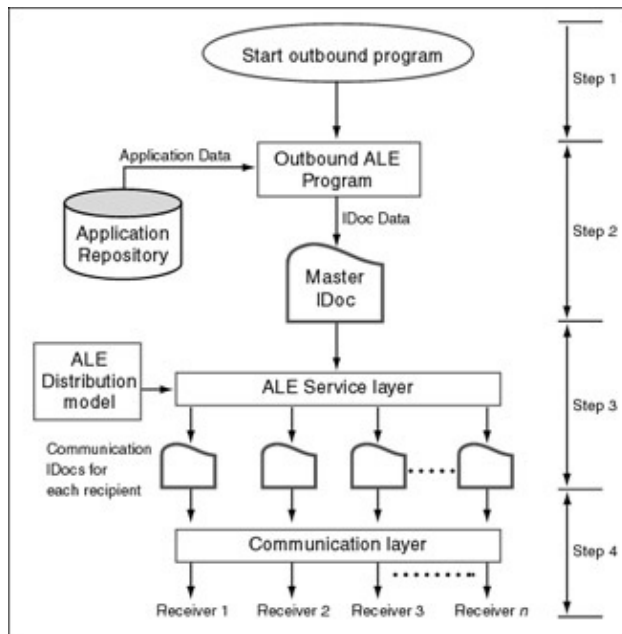 Start outbound program
Step 1
Application Data
Outbound ALE
Program
IDoc Data
Application
Repository
Step 2
Master
IDoc
ALE
Distribution
model
ALE Service layer
Step 3
Communication
IDocs for
each recipient
Communication layer
Step 4
Receiver 1
Receiver 2
Receiver 3
Receiver n